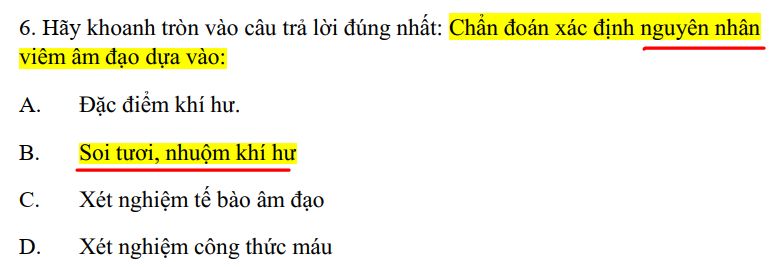 6. Hãy khoanh tròn vào câu trả lời đúng nhất: Chẩn đoán xác định nguyên nhân
viêm âm đạo dựa vào:
A. Đặc điểm khí hư.
B. Soi tươi, nhuộm khí hư
C. Xét nghiệm tế bào âm đạo
D. Xét nghiệm công thức máu